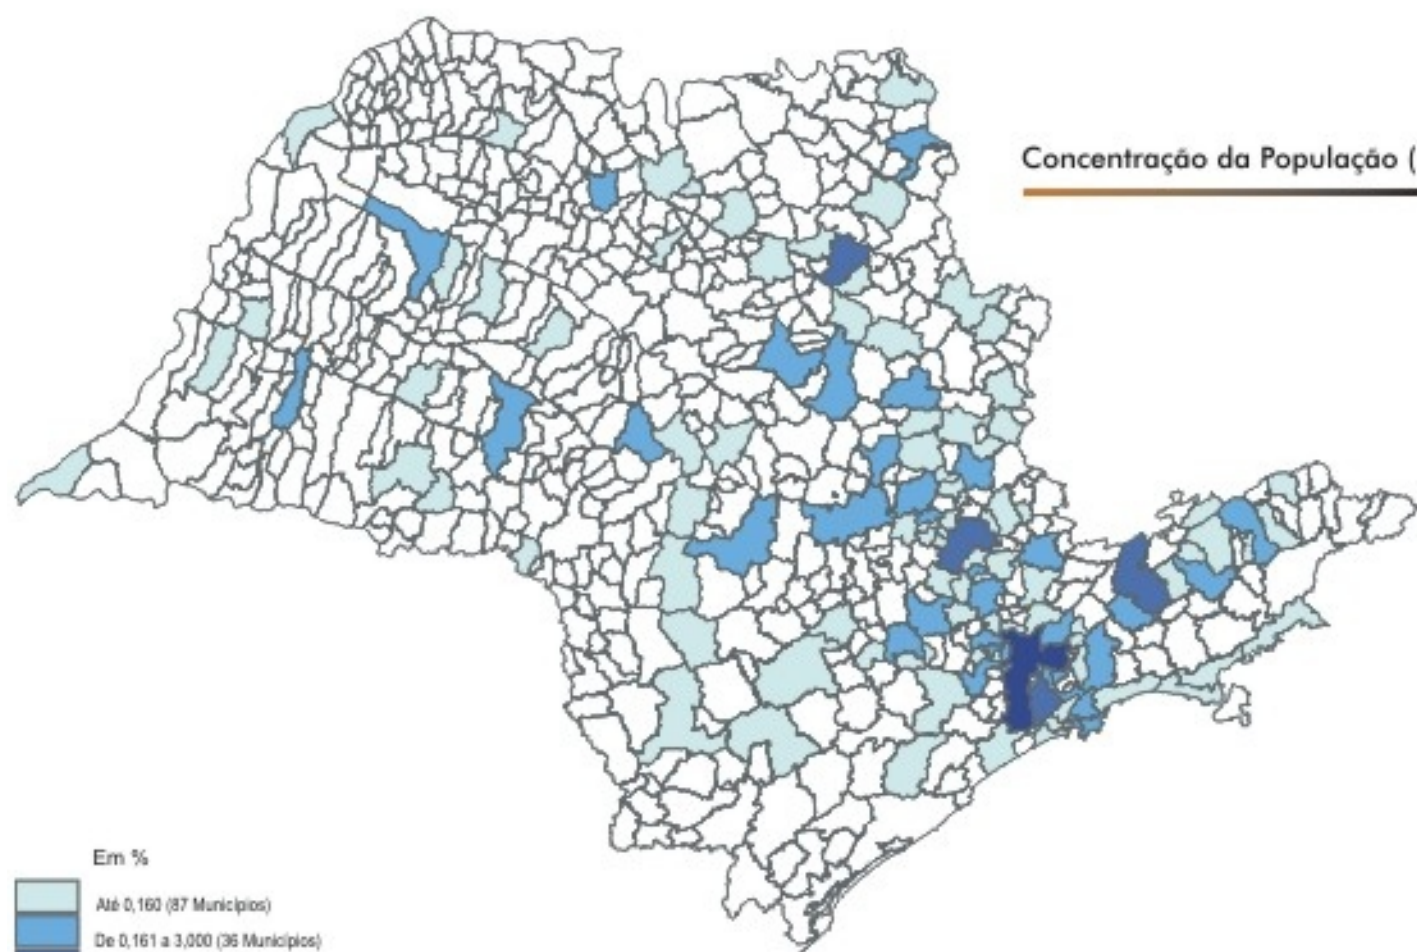 Concentração da População (
Em %
Até 0,160 (87 Municípios)
De 0,161 a 3,000 (36 Municípios)